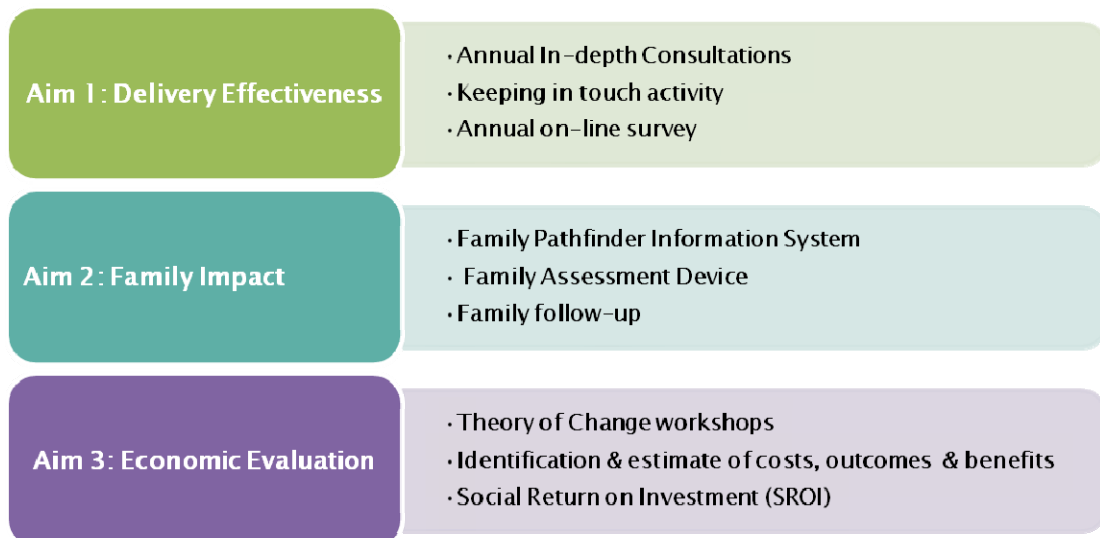 Aim 1: Delivery Effectiveness
· Annual In-depth Consultations
· Keeping in touch activity
· Annual on-line survey
Aim 2: Family Impact
· Family Pathfinder Information System
· Family Assessment Device
· Family follow-up
Aim 3: Economic Evaluation
· Theory of Change workshops
· Identification & estimate of costs, outcomes & benefits
· Social Return on Investment (SROI)